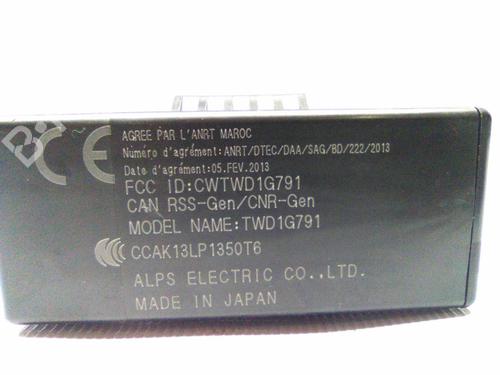 CE
AGREE PAR L'ANRT MAROC
Numéro d'agrément:ANRT/DTEC/DAA/SAG/BD/222/2013
Date d'agrément:05.FEV.2013
FCC ID:CWTWD1G791
CAN RSS-Gen/CNR-Gen
MODEL NAME:TWD1G791
CCAK13LP1350T6
ALPS ELECTRIC CO.,LTD.
MADE IN JAPAN